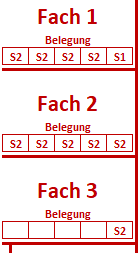 Fach 1
Belegung
S2 S2 S2 S2 S1
Fach 2
Belegung
S2 S2 S2 S2 S2
Fach 3
Belegung
S2